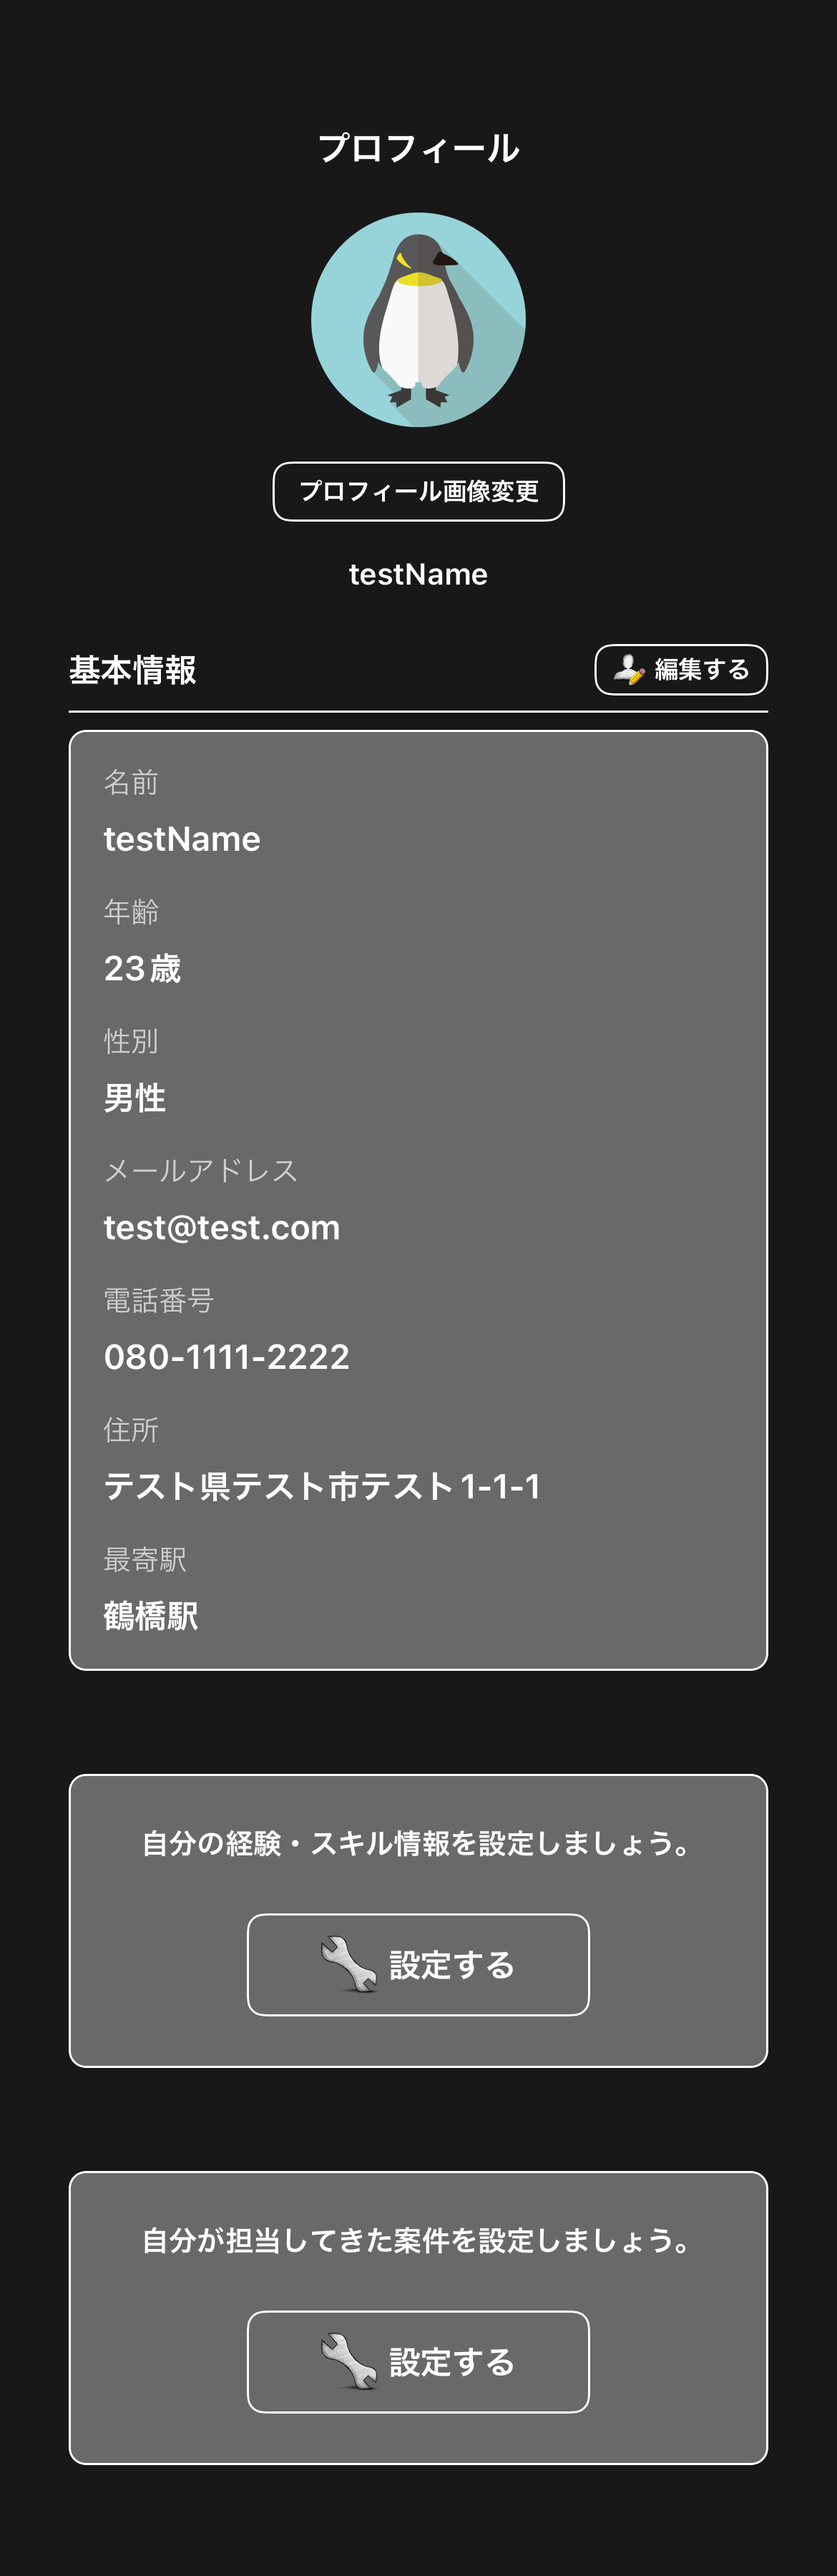 プロフィール
プロフィール画像変更
testName
基本情報
編集する
名前
testName
年齢
23歳
性別
男性
メールアドレス
test@test.com
電話番号
080-1111-2222
住所
テスト県テスト市テスト1-1-1
最寄駅
鶴橋駅
自分の経験・スキル情報を設定しましょう。
設定する
自分が担当してきた案件を設定しましょう。
設定する